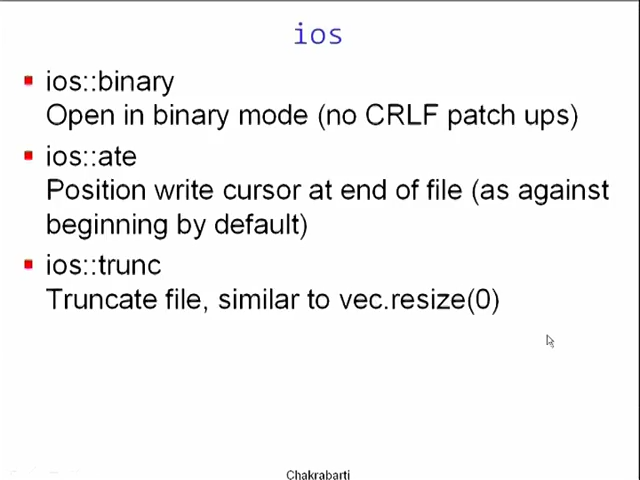 ios
ios::binary
Open in binary mode (no CRLF patch ups)
ios::ate
Position write cursor at end of file (as against
beginning by default)
ios::trunc
Truncate file, similar to vec.resize(0)
Chakrabarti